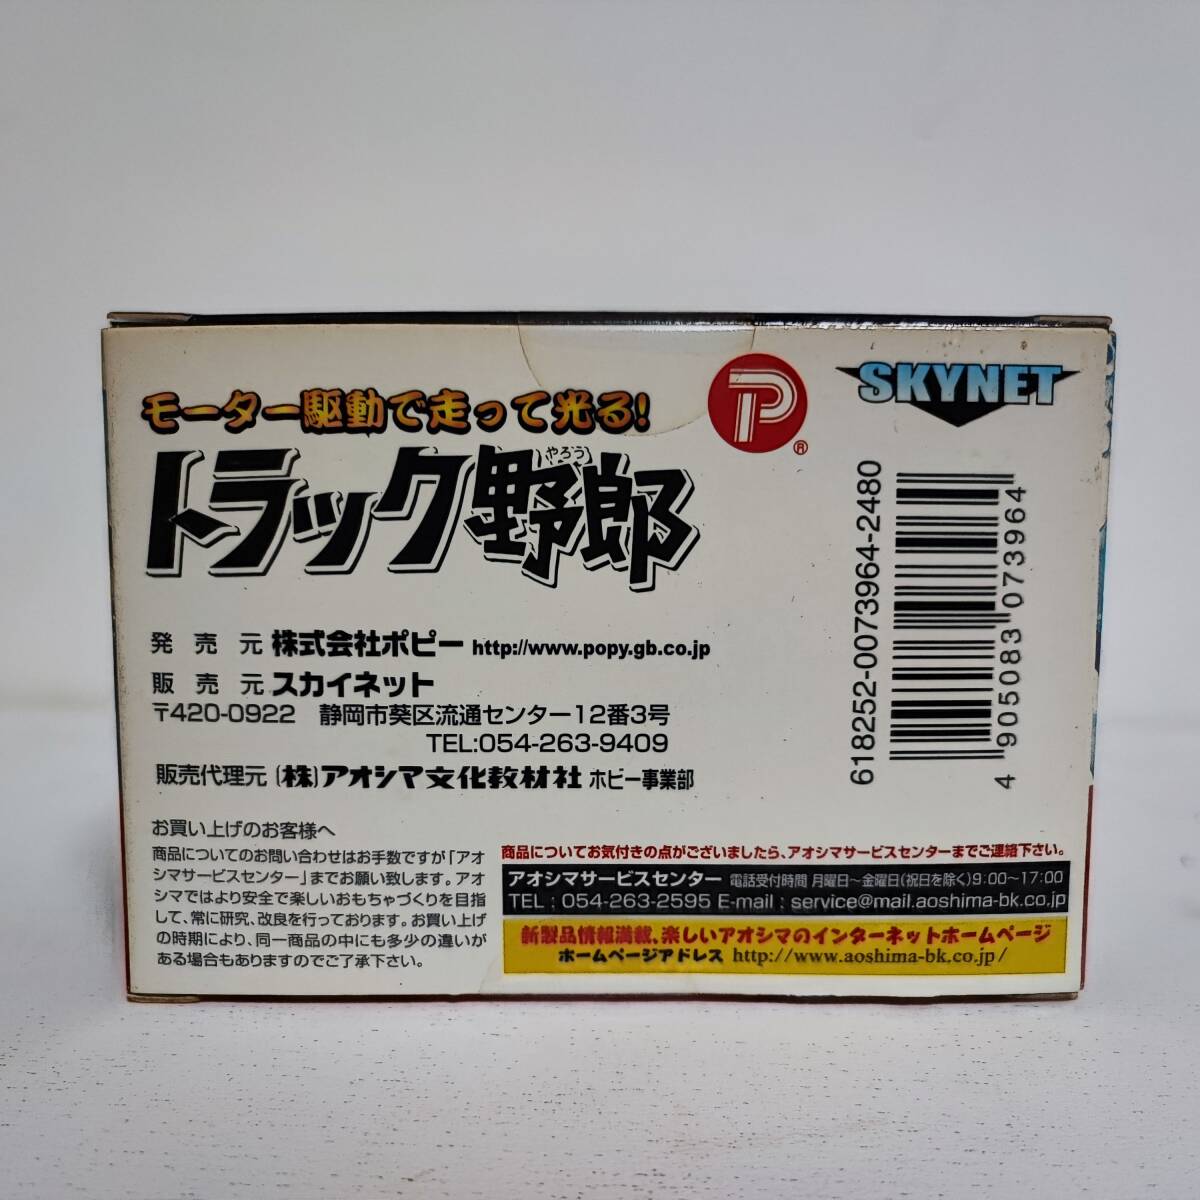 モーター駆動で走って光る!
P
®
SKYNET
やろう
トラック野郎
発売元 株式会社ポピー http://www.popy.gb.co.jp
販売元 スカイネット
〒420-0922 静岡市葵区流通センター12番3号
TEL:054-263-9409
販売代理元 (株)アオシマ文化教材社 ホビー事業部
618252-0073964-2480
4 905083 073964
お買い上げのお客様へ
商品についてのお問い合わせはお手数ですが「アオ
シマサービスセンター」までお願い致します。アオ
シマではより安全で楽しいおもちゃづくりを目指
して、常に研究、改良を行っております。お買い上げ
の時期により、同一商品の中にも多少の違いが
ある場合もありますのでご了承下さい。
商品についてお気付きの点がございましたら、アオシマサービスセンターまでご連絡下さい。
アオシマサービスセンター 電話受付時間 月曜日~金曜日(祝日を除く)9:00~17:00
TEL:054-263-2595 E-mail:service@mail.aoshima-bk.co.jp
新製品情報満載、楽しいアオシマのインターネットホームページ
ホームページアドレス http://www.aoshima-bk.co.jp/